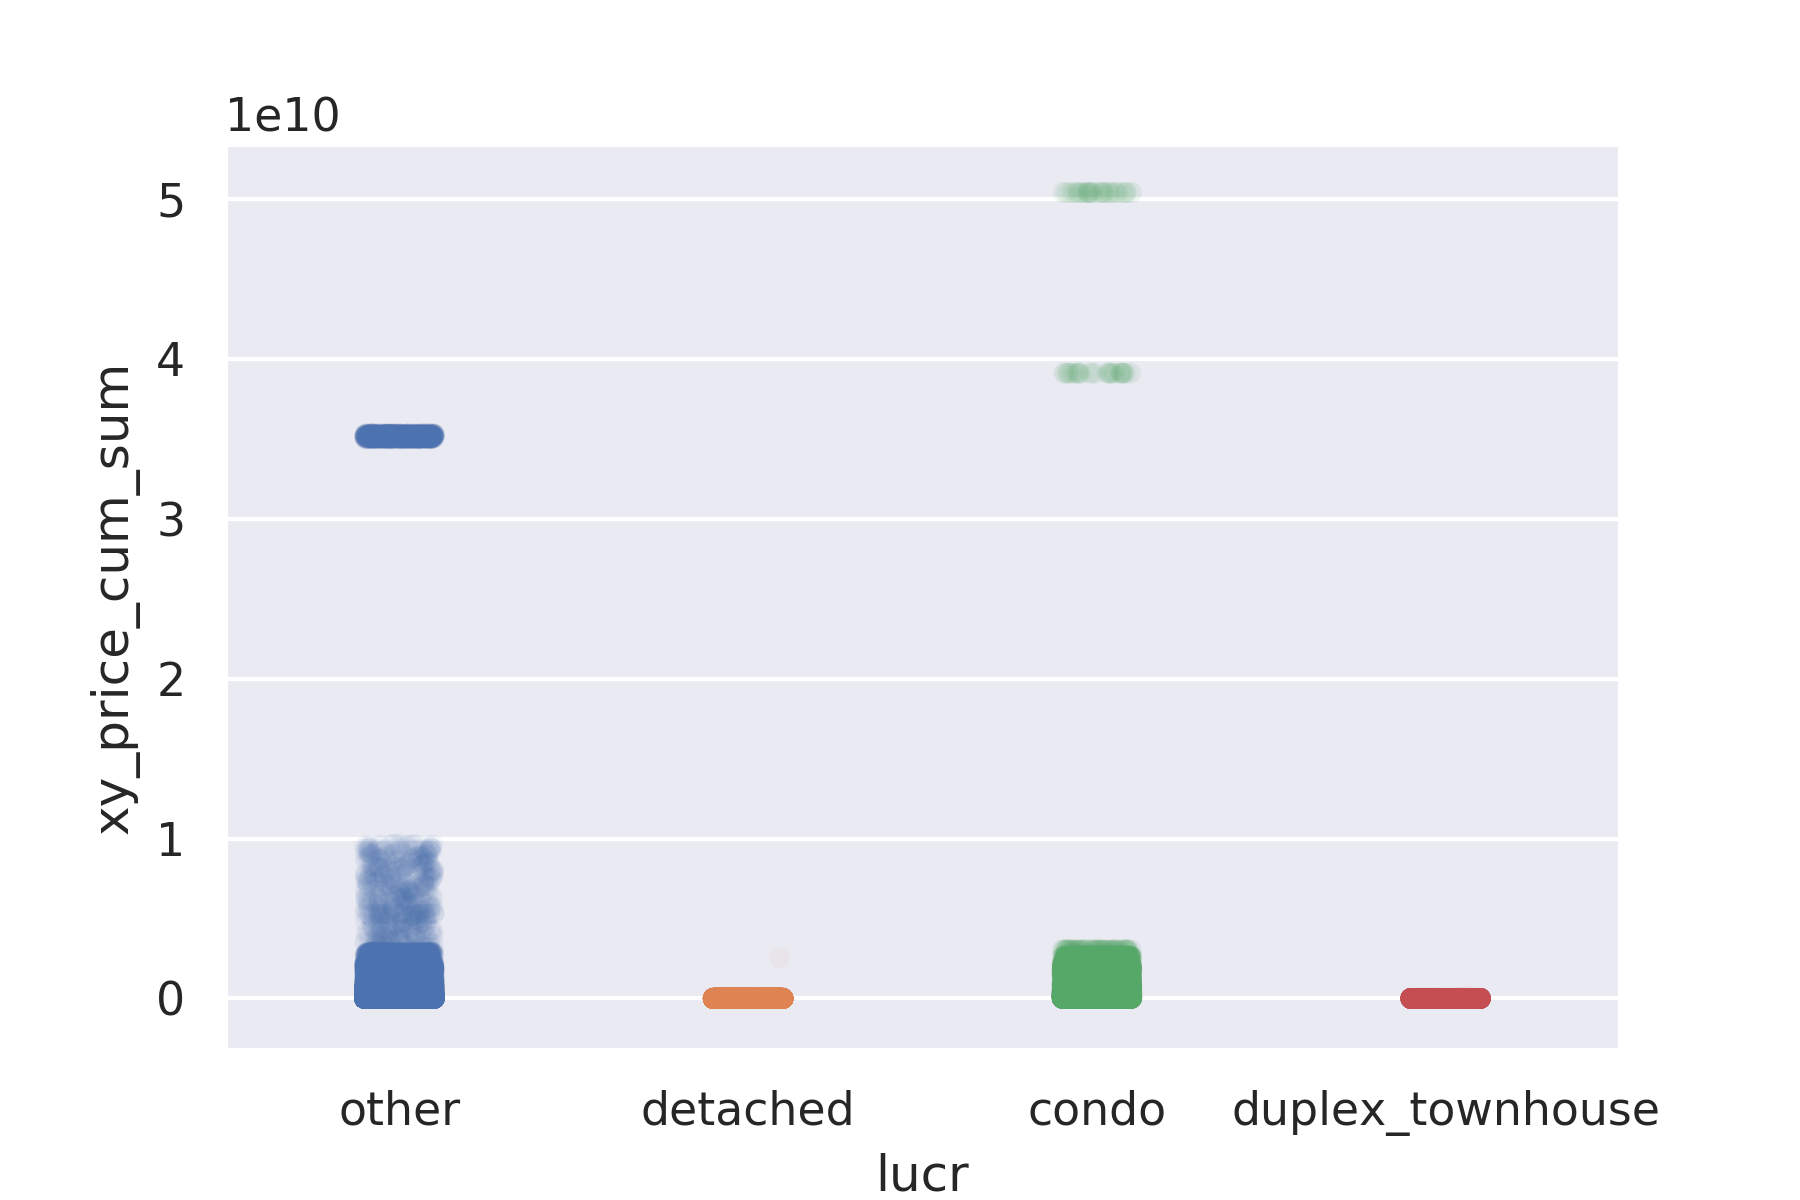 1e10
5
4
3
2
1
0
xy_price_cum_sum
other detached condo duplex_townhouse
lucr